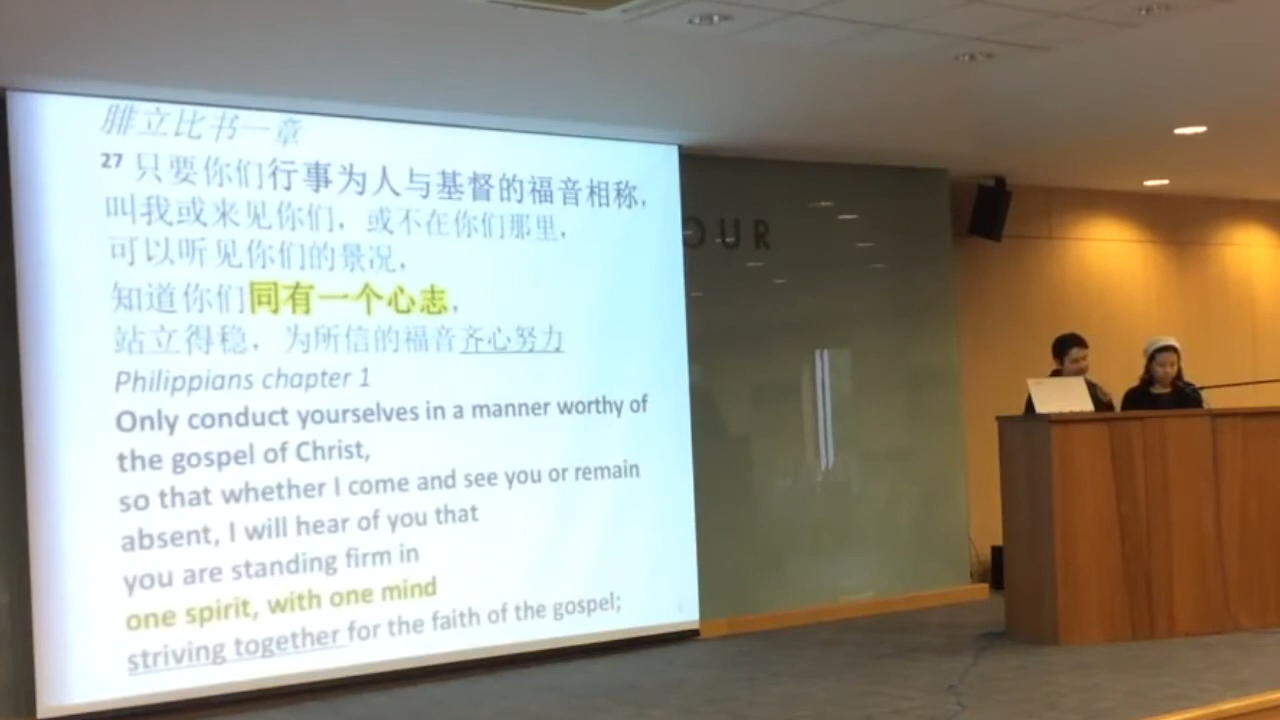 腓立比书一章
27 只要你们行事为人与基督的福音相称，
叫我或来见你们，或不在你们那里，
可以听见你们的景况，
知道你们同有一个心志，
站立得稳，为所信的福音齐心努力
Philippians chapter 1
Only conduct yourselves in a manner worthy of
the gospel of Christ,
so that whether I come and see you or remain
absent, I will hear of you that
you are standing firm in
one spirit, with one mind
striving together for the faith of the gospel;
OUR